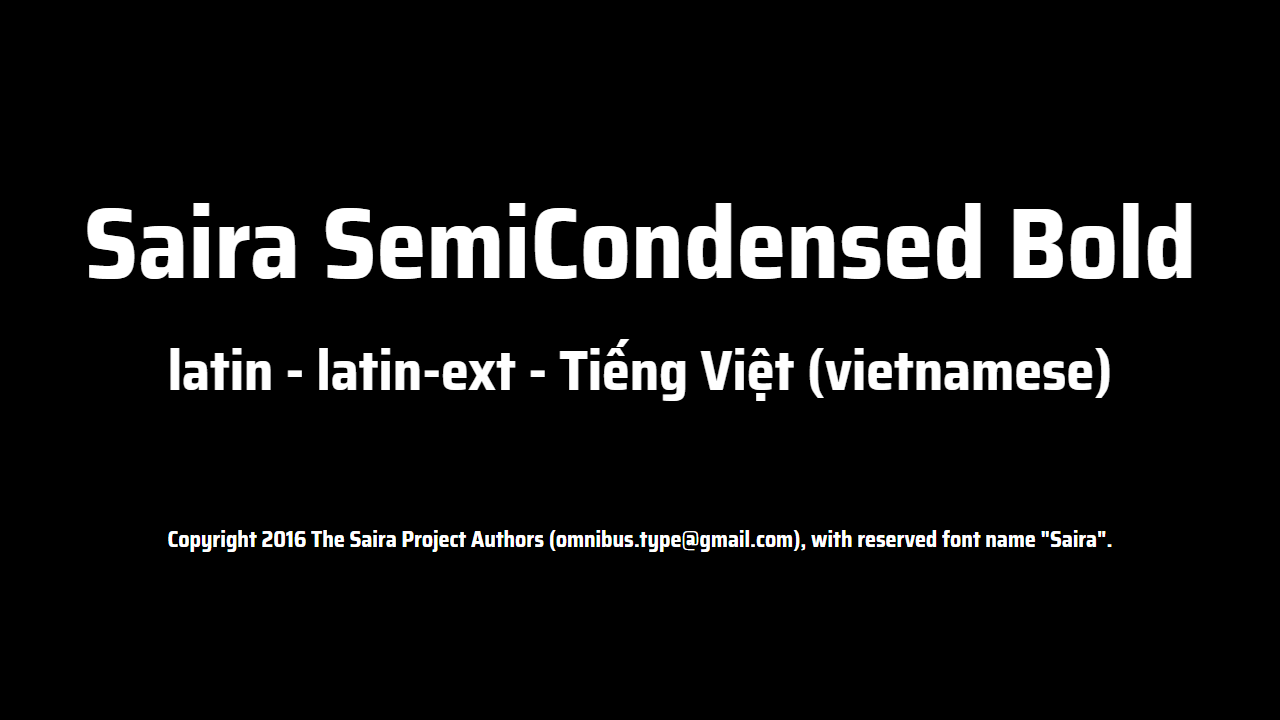 Saira SemiCondensed Bold
latin - latin-ext - Tiếng Việt (vietnamese)
Copyright 2016 The Saira Project Authors (omnibus.type@gmail.com), with reserved font name "Saira".